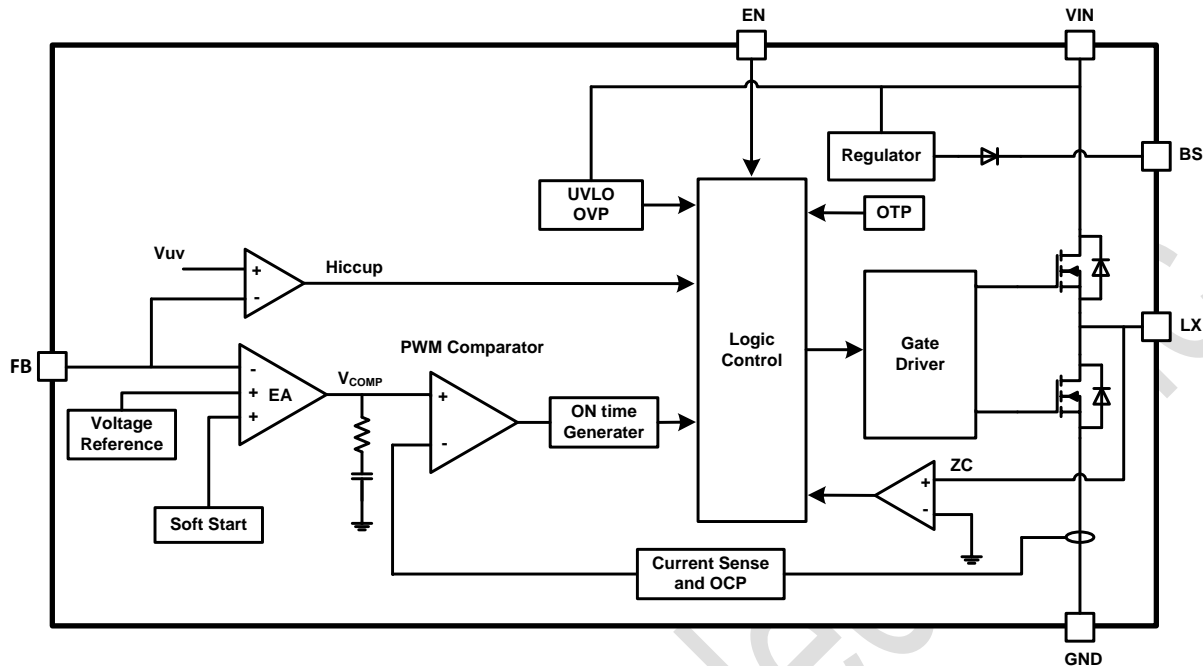 EN
VIN
BS
Regulator
UVLO
OVP
OTP
Vuv
+
-
Hiccup
LX
Logic
Control
Gate
Driver
PWM Comparator
FB
-
+
+
EA
VCOMP
+
-
ON time
Generater
Voltage
Reference
ZC
+
-
Soft Start
Current Sense
and OCP
GND